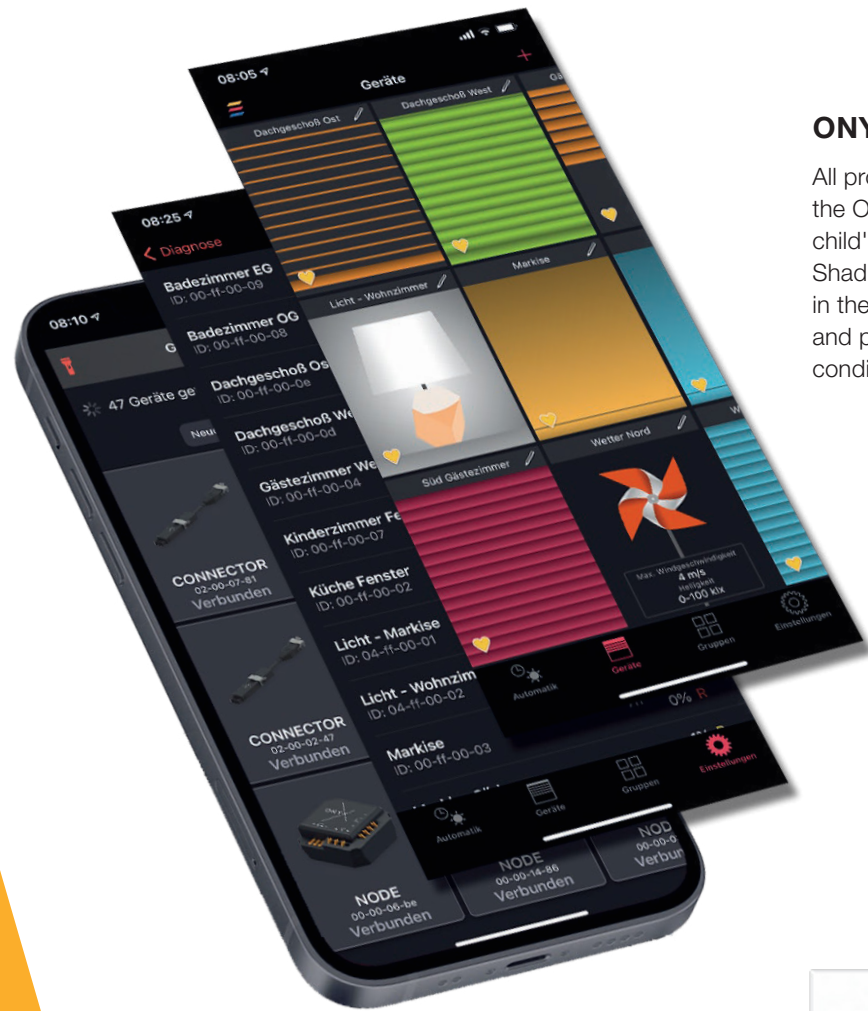 08:05
Geräte
Dachgeschoß Ost
Dachgeschoß West
Licht - Wohnzimmer
Markise
Süd Gästezimmer
Wetter Nord
Max. Windgeschwindigkeit
4 m/s
Helligkeit
0-100 klx
Automatik
Geräte
Gruppen
Einstellungen
08:25
Diagnose
Badezimmer EG
ID: 00-ff-00-09
Badezimmer OG
ID: 00-ff-00-08
Dachgeschoß Os
ID: 00-ff-00-0e
Dachgeschoß We
ID: 00-ff-00-0d
Gästezimmer We
ID: 00-ff-00-04
Kinderzimmer Fe
ID: 00-ff-00-07
Küche Fenster
ID: 00-ff-00-02
Licht - Markise
ID: 04-ff-00-01
Licht - Wohnzim
ID: 04-ff-00-02
0% R
Markise
ID: 00-ff-00-03
Automatik
Geräte
Gruppen
Einstellungen
08:10
G
47 Geräte ge
Neu
CONNECTOR
02-00-07-81
Verbunden
CONNECTOR
02-00-02-47
Verbunden
ONYX
NODE
00-00-06-be
Verbunden
NODE
00-00-14-86
Verbunden
NOD
00-00-0
Verbun
ONY
All pro
the O
child'
Shad
in the
and p
condi